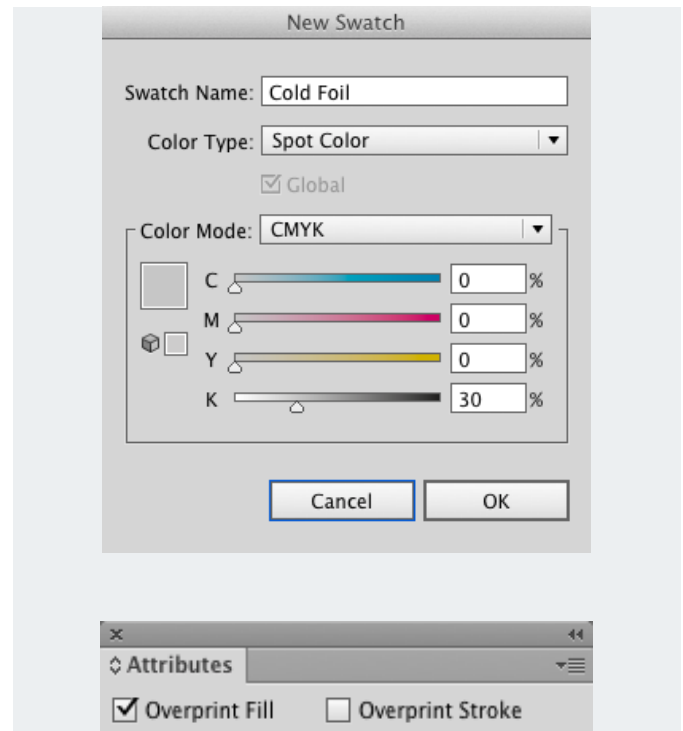 New Swatch
Swatch Name: Cold Foil
Color Type: Spot Color
Global
Color Mode: CMYK
C 0 %
M 0 %
Y 0 %
K 30 %
Cancel OK
Attributes
Overprint Fill Overprint Stroke